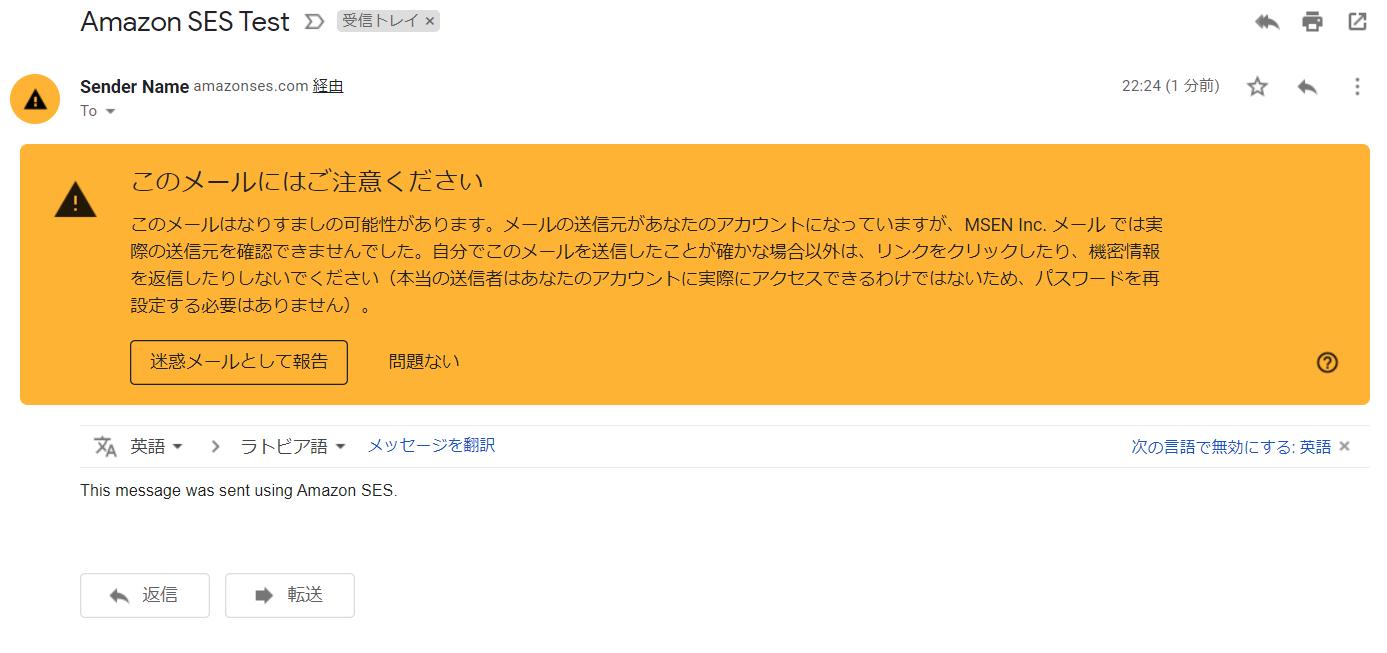 Amazon SES Test 受信トレイ ×
Sender Name amazonses.com 経由 22:24 (1 分前)
To
このメールにはご注意ください
このメールはなりすましの可能性があります。メールの送信元があなたのアカウントになっていますが、MSEN Inc. メール では実
際の送信元を確認できませんでした。自分でこのメールを送信したことが確かな場合以外は、リンクをクリックしたり、機密情報
を返信したりしないでください（本当の送信者はあなたのアカウントに実際にアクセスできるわけではないため、パスワードを再
設定する必要はありません）。
迷惑メールとして報告 問題ない
英語 ラトビア語 メッセージを翻訳 次の言語で無効にする: 英語 ×
This message was sent using Amazon SES.
返信 転送